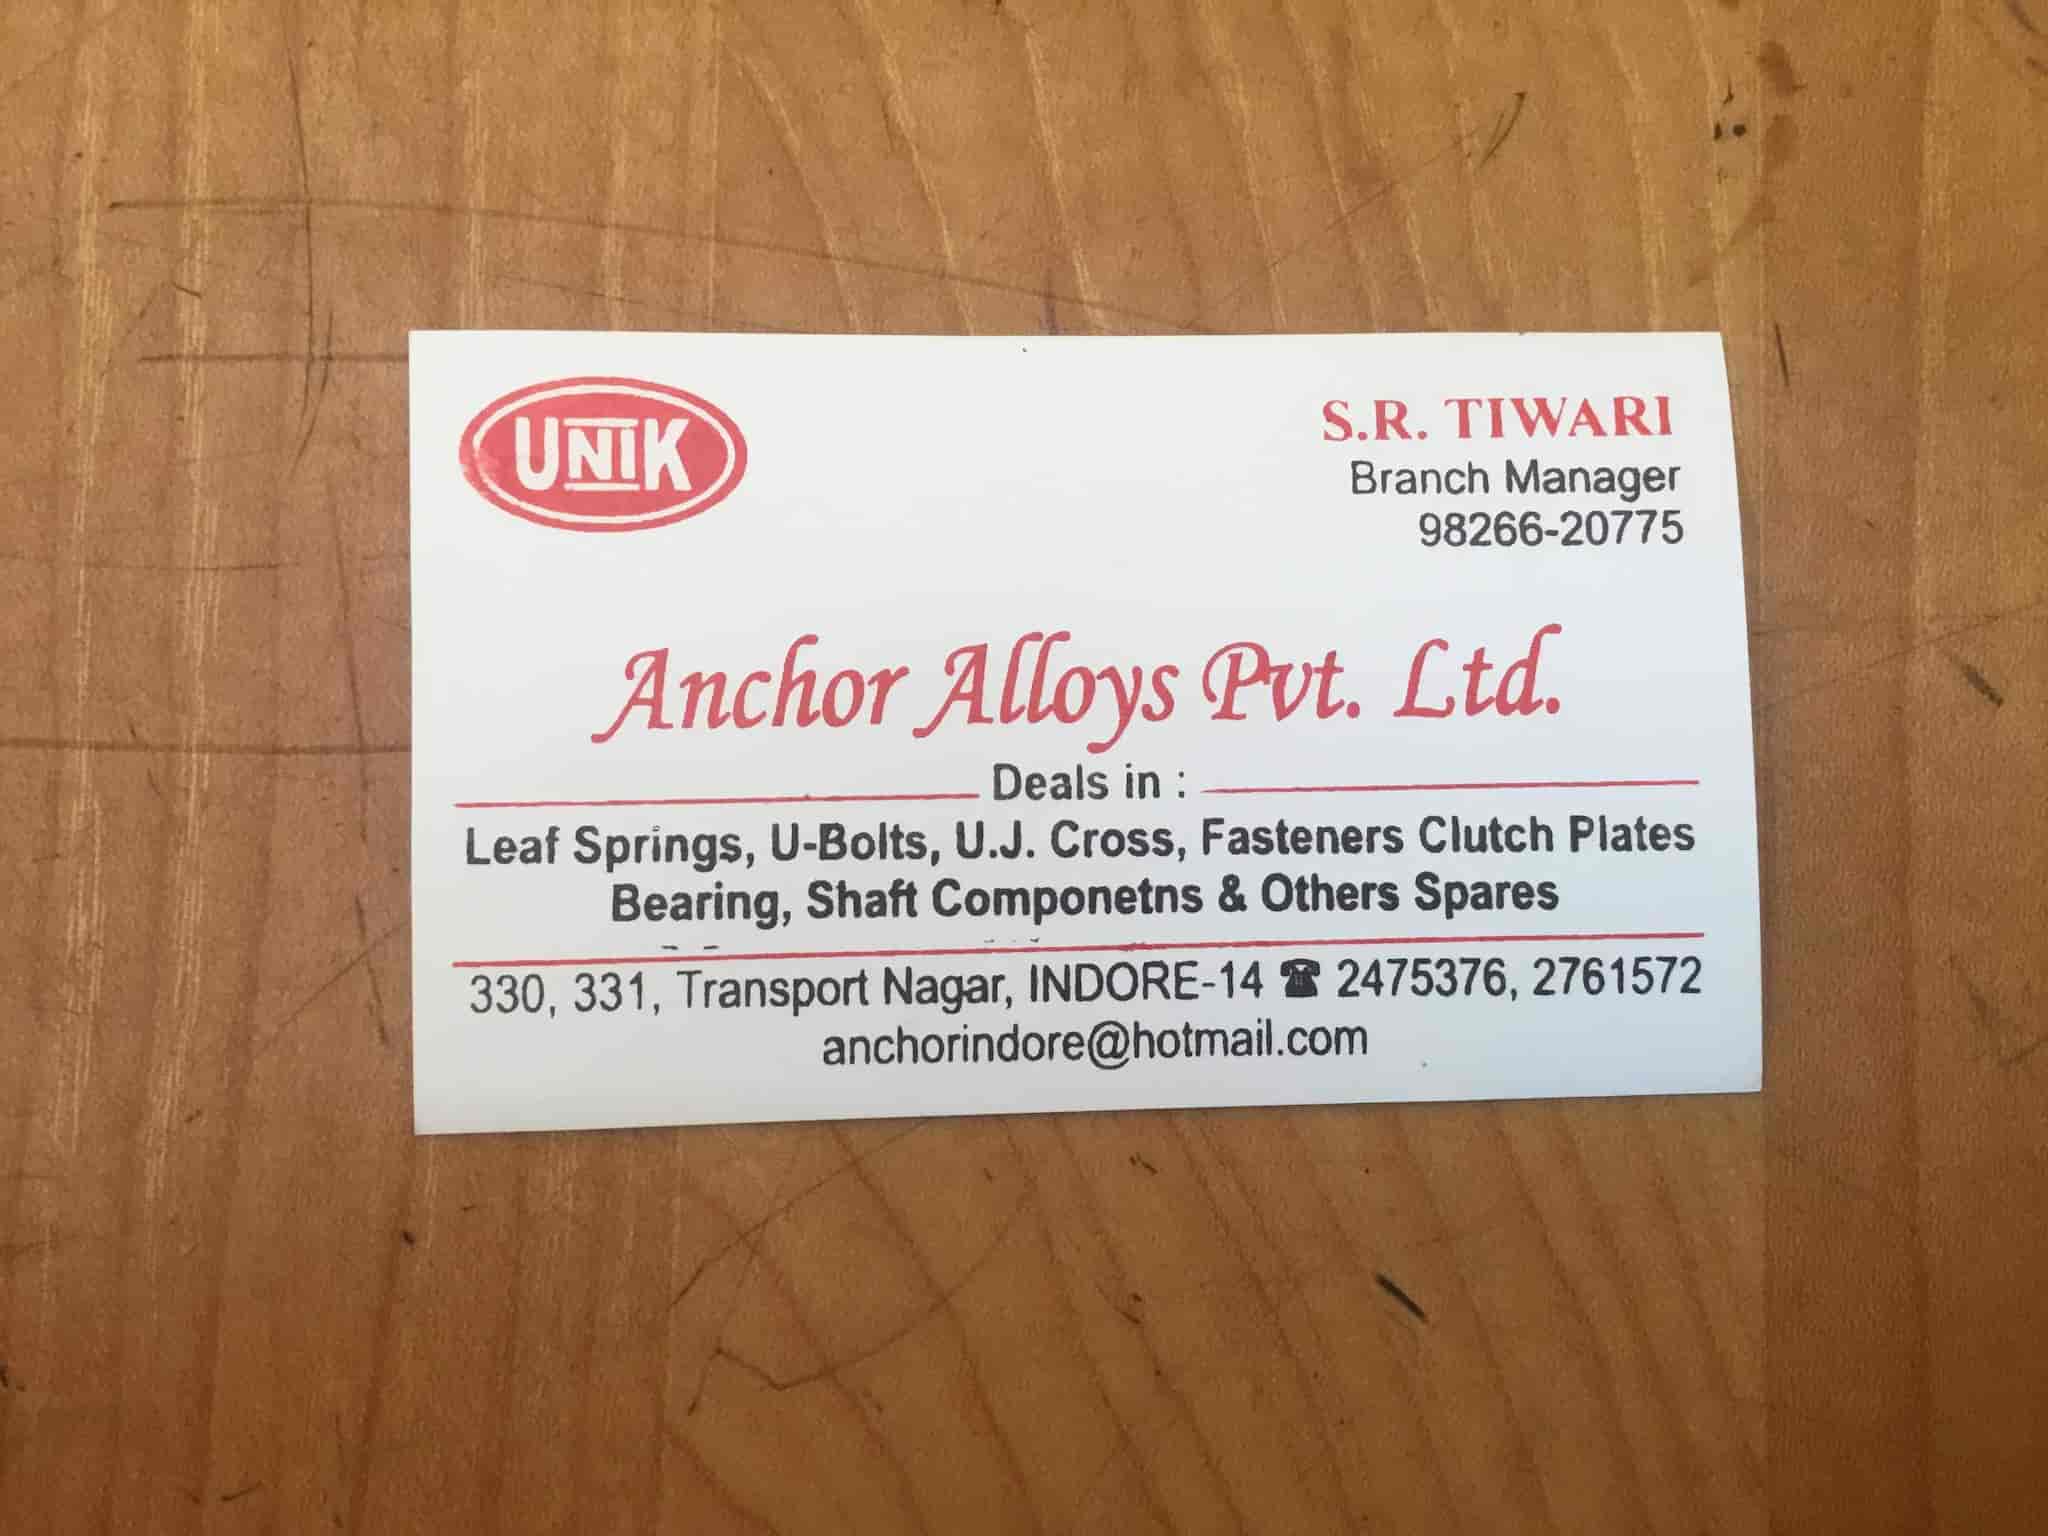 UNIK
S.R. TIWARI
Branch Manager
98266-20775
Anchor Alloys Pvt. Ltd.
Deals in :
Leaf Springs, U-Bolts, U.J. Cross, Fasteners Clutch Plates
Bearing, Shaft Componetns & Others Spares
330, 331, Transport Nagar, INDORE-14 ☎ 2475376, 2761572
anchorindore@hotmail.com